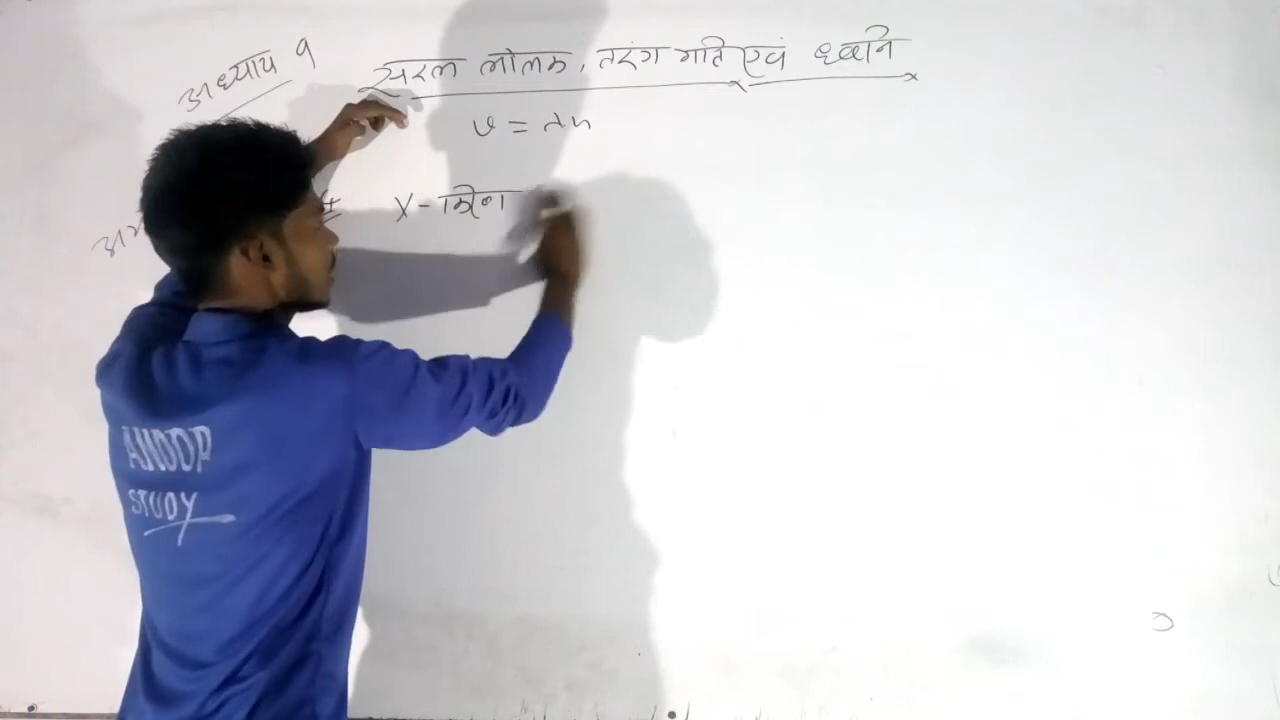 अध्याय 9
सरल लोलक, तरंग गति एवं ध्वनि
v = λn
X - किरण
ANOOP
STUDY